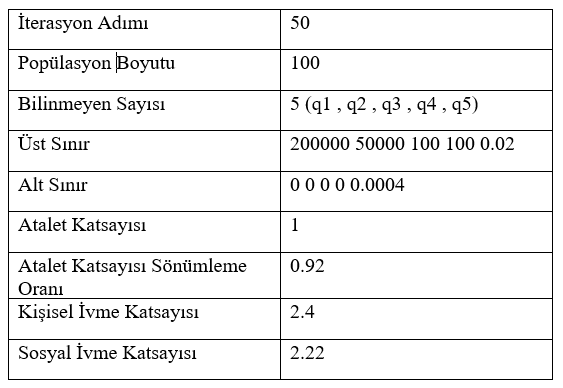 İterasyon Adımı 50
Popülasyon Boyutu 100
Bilinmeyen Sayısı 5 (q1 , q2 , q3 , q4 , q5)
Üst Sınır 200000 50000 100 100 0.02
Alt Sınır 0 0 0 0 0.0004
Atalet Katsayısı 1
Atalet Katsayısı Sönümleme 0.92
Oranı
Kişisel İvme Katsayısı 2.4
Sosyal İvme Katsayısı 2.22